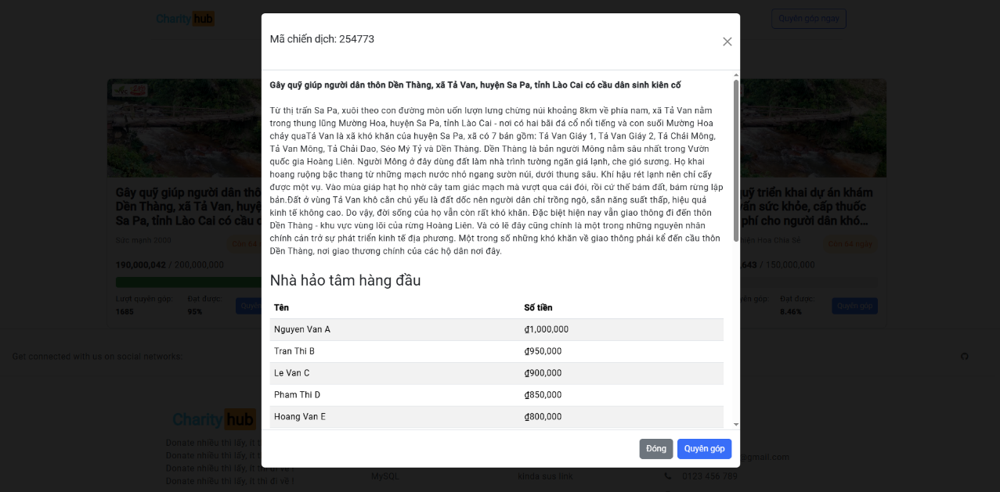 Charity hub
Quyên góp ngay
Mã chiến dịch: 254773
Gây quỹ giúp người dân thôn Dền Thàng, xã Tả Van, huyện Sa Pa, tỉnh Lào Cai có cầu dân sinh kiên cố
Từ thị trấn Sa Pa, xuôi theo con đường mòn uốn lượn lưng chừng núi khoảng 8km về phía nam, xã Tả Van nằm
trong thung lũng Mường Hoa, huyện Sa Pa, tỉnh Lào Cai - nơi có hai bãi đá cổ nổi tiếng và con suối Mường Hoa
chảy quaTả Van là xã khó khăn của huyện Sa Pa, xã có 7 bản gồm: Tả Van Giáy 1, Tả Van Giáy 2, Tả Chải Mông,
Tả Van Mông, Tả Chải Dao, Séo Mý Tỷ và Dền Thàng. Dền Thàng là bản người Mông nằm sâu nhất trong Vườn
quốc gia Hoàng Liên. Người Mông ở đây dùng đất làm nhà trình tường ngăn giá lạnh, che gió sương. Họ khai
hoang ruộng bậc thang từ những mạch nước nhỏ ngang sườn núi, dưới thung sâu. Khí hậu rét lạnh nên chỉ cấy
được một vụ. Vào mùa giáp hạt họ nhờ cây tam giác mạch mà vượt qua cái đói, rồi cứ thế bám đất, bám rừng lập
bản.Đất ở vùng Tả Van khô cằn chủ yếu là đất dốc nên người dân chỉ trồng ngô, sắn năng suất thấp, hiệu quả
kinh tế không cao. Do vậy, đời sống của họ vẫn còn rất khó khăn. Đặc biệt hiện nay vẫn giao thông đi đến thôn
Dền Thàng - khu vực vùng lõi của rừng Hoàng Liên. Và có lẽ đây cũng chính là một trong những nguyên nhân
chính cản trở sự phát triển kinh tế địa phương. Một trong số những khó khăn về giao thông phải kể đến cầu thôn
Dền Thàng, nơi giao thương chính của các hộ dân nơi đây.
Nhà hảo tâm hàng đầu
Tên Số tiền
Nguyen Van A ₫1,000,000
Tran Thi B ₫950,000
Le Van C ₫900,000
Pham Thi D ₫850,000
Hoang Van E ₫800,000
Đóng Quyên góp
Gây quỹ giúp người dân thô
Dền Thàng, xã Tả Van, huyệ
Sa Pa, tỉnh Lào Cai có cầu d
Sức mạnh 2000
Còn 64 n
190,000,042 / 200,000,000
Lượt quyên góp: Đạt được:
1685 95%
Quyê
quỹ triển khai dự án khám
vấn sức khỏe, cấp thuốc
phí cho người dân khó...
hiện Hoa Chia Sẻ
Còn 64 ngày
,643 / 150,000,000
góp: Đạt được:
8.46%
Quyên góp
Get connected with us on social networks:
Charity hub
Donate nhiều thì lấy, ít t
Donate nhiều thì lấy, ít t
Donate nhiều thì lấy, ít t
Donate nhiều thì lấy, ít thì đi về !
MySQL
kinda sus link
@gmail.com
0123 456 789